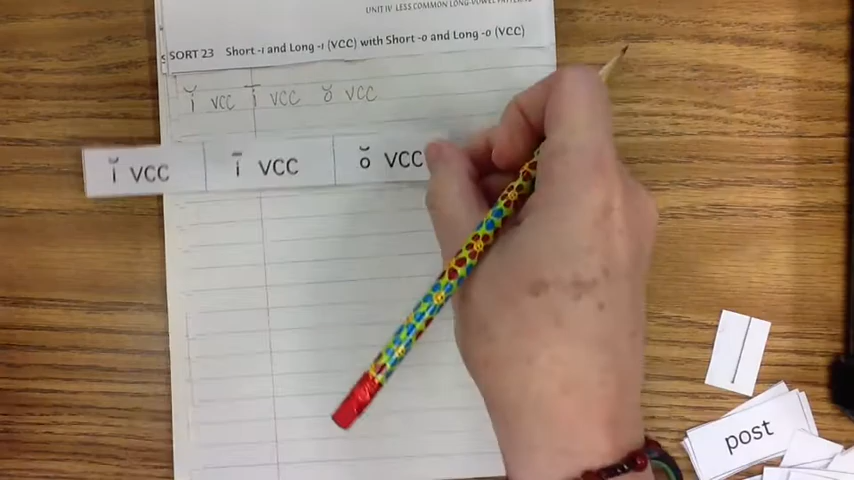 UNIT IV LESS COMMON LONG-VOWEL PATTERNS
SORT 23 Short -i and Long -i (VCC) with Short -o and Long -o (VCC)
ĭ VCC ī VCC ŏ VCC
ĭ VCC ī VCC ŏ VCC
post